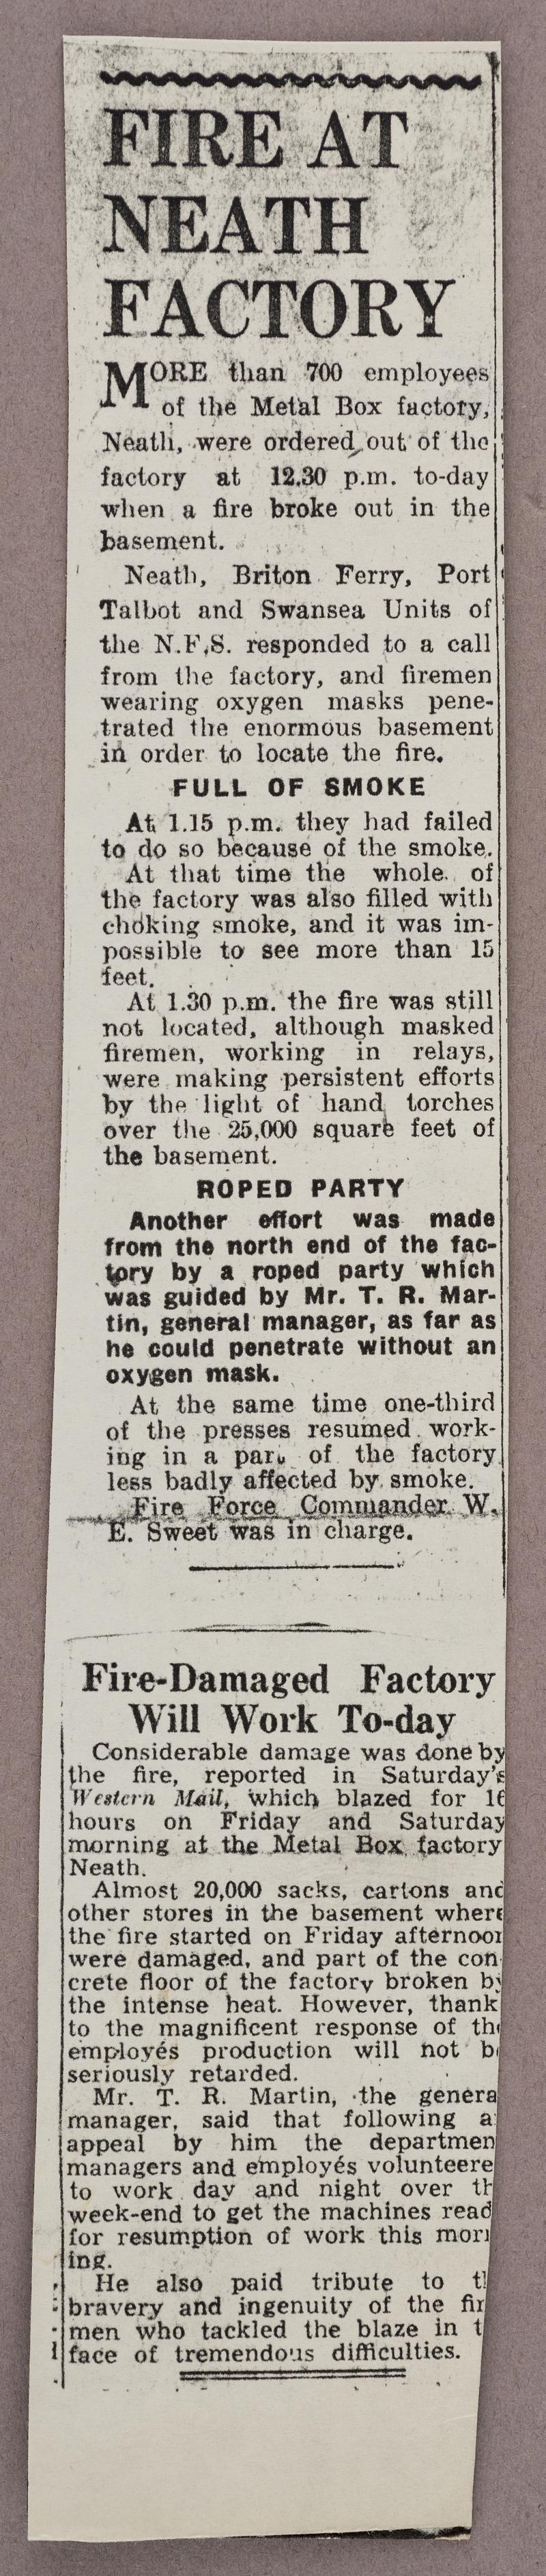 FIRE AT
NEATH
FACTORY
MORE than 700 employees
of the Metal Box factory,
Neath, were ordered out of the
factory at 12.30 p.m. to-day
when a fire broke out in the
basement.
Neath, Briton Ferry, Port
Talbot and Swansea Units of
the N.F.S. responded to a call
from the factory, and firemen
wearing oxygen masks pene-
trated the enormous basement
in order to locate the fire.
FULL OF SMOKE
At 1.15 p.m. they had failed
to do so because of the smoke.
At that time the whole of
the factory was also filled with
choking smoke, and it was im-
possible to see more than 15
feet.
At 1.30 p.m. the fire was still
not located, although masked
firemen, working in relays,
were making persistent efforts
by the light of hand torches
over the 25,000 square feet of
the basement.
ROPED PARTY
Another effort was made
from the north end of the fac-
tory by a roped party which
was guided by Mr. T. R. Mar-
tin, general manager, as far as
he could penetrate without an
oxygen mask.
At the same time one-third
of the presses resumed work-
ing in a part of the factory
less badly affected by smoke.
Fire Force Commander W.
E. Sweet was in charge.
Fire-Damaged Factory
Will Work To-day
Considerable damage was done by
the fire, reported in Saturday's
Western Mail, which blazed for 16
hours on Friday and Saturday
morning at the Metal Box factory
Neath.
Almost 20,000 sacks, cartons and
other stores in the basement where
the fire started on Friday afternoon
were damaged, and part of the con-
crete floor of the factory broken by
the intense heat. However, thank
to the magnificent response of the
employés production will not b
seriously retarded.
Mr. T. R. Martin, the genera
manager, said that following a
appeal by him the departmen
managers and employés voluntee
to work day and night over th
week-end to get the machines read
for resumption of work this mor
ing.
He also paid tribute to t
bravery and ingenuity of the fir
men who tackled the blaze in t
face of tremendous difficulties.